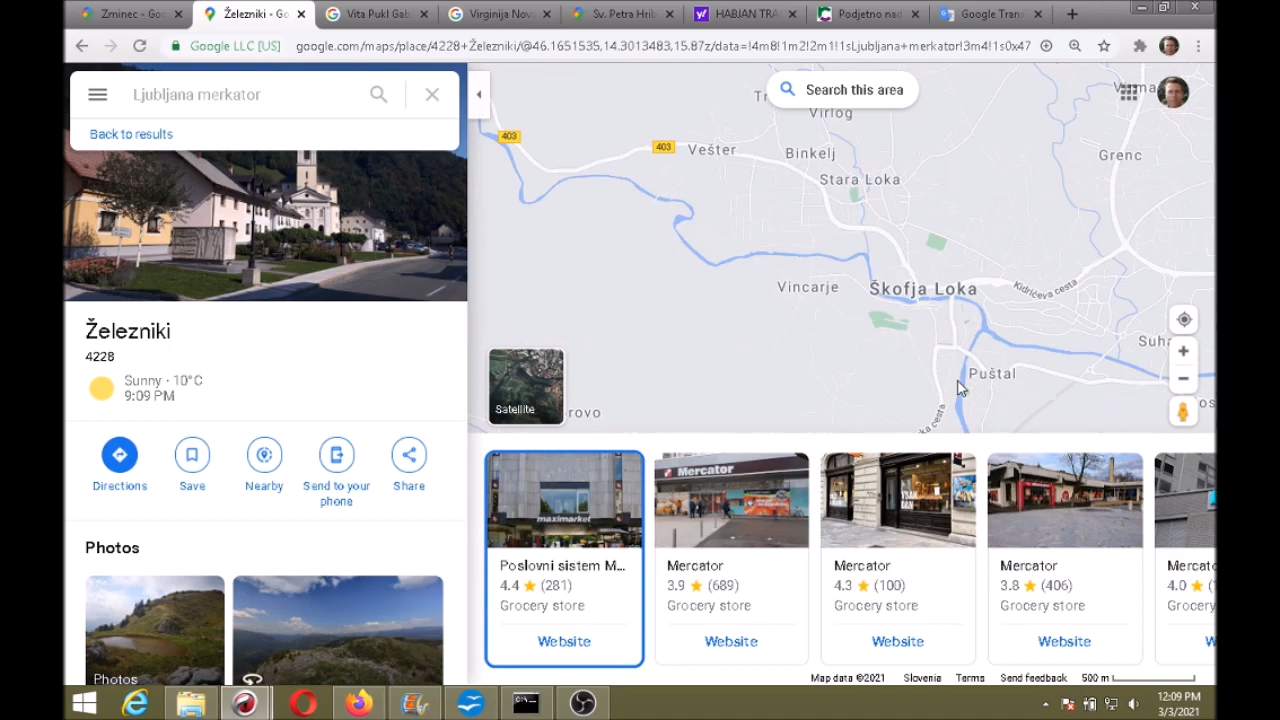 Zminec - Goo
Železniki - Go
Vita Pukl Gab
Virginija Nov
Sv. Petra Hrib
HABJAN TRA
Podjetno nad
Google Tran
Google LLC [US]
google.com/maps/place/4228+Železniki/@46.1651535,14.3013483,15.87z/data=!4m8!1m2!2m1!1sLjubljana+merkator!3m4!1s0x47
Ljubljana merkator
Back to results
Search this area
Virlog
403
403
Vešter
Binkelj
Grenc
Stara Loka
Vincarje
Škofja Loka
Kidričeva cesta
Suha
Puštal
Satellite
ka cesta
Železniki
4228
Sunny · 10°C
9:09 PM
Directions
Save
Nearby
Send to your
phone
Share
Photos
Photos
maximarket
Poslovni sistem M...
4.4 (281)
Grocery store
Website
Mercator
Mercator
3.9 (689)
Grocery store
Website
Mercator
4.3 (100)
Grocery store
Website
Mercator
3.8 (406)
Grocery store
Website
Mercato
4.0 (
Grocery
W
Map data ©2021
Slovenia
Terms
Send feedback
500 m
12:09 PM
3/3/2021